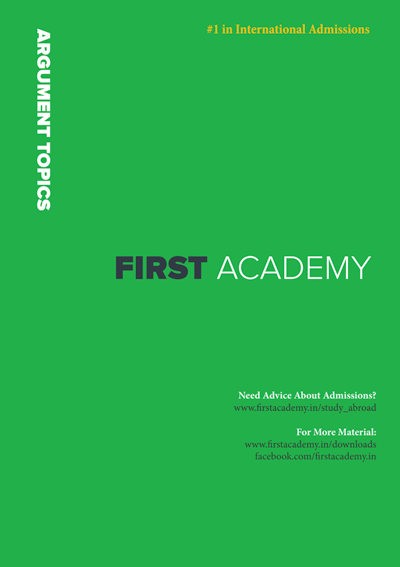 #1 in International Admissions
ARGUMENT TOPICS
FIRST ACADEMY
Need Advice About Admissions?
www.firstacademy.in/study_abroad
For More Material:
www.firstacademy.in/downloads
facebook.com/firstacademy.in